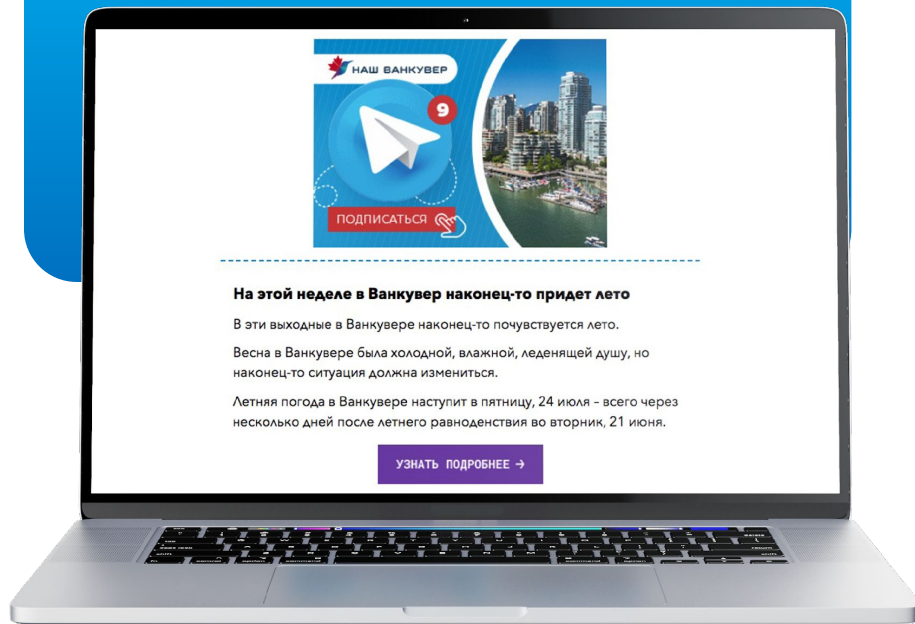 НАШ ВАНКУВЕР
9
ПОДПИСАТЬСЯ
На этой неделе в Ванкувер наконец-то придет лето
В эти выходные в Ванкувере наконец-то почувствуется лето.
Весна в Ванкувере была холодной, влажной, леденящей душу, но
наконец-то ситуация должна измениться.
Летняя погода в Ванкувере наступит в пятницу, 24 июля – всего через
несколько дней после летнего равноденствия во вторник, 21 июня.
УЗНАТЬ ПОДРОБНЕЕ →